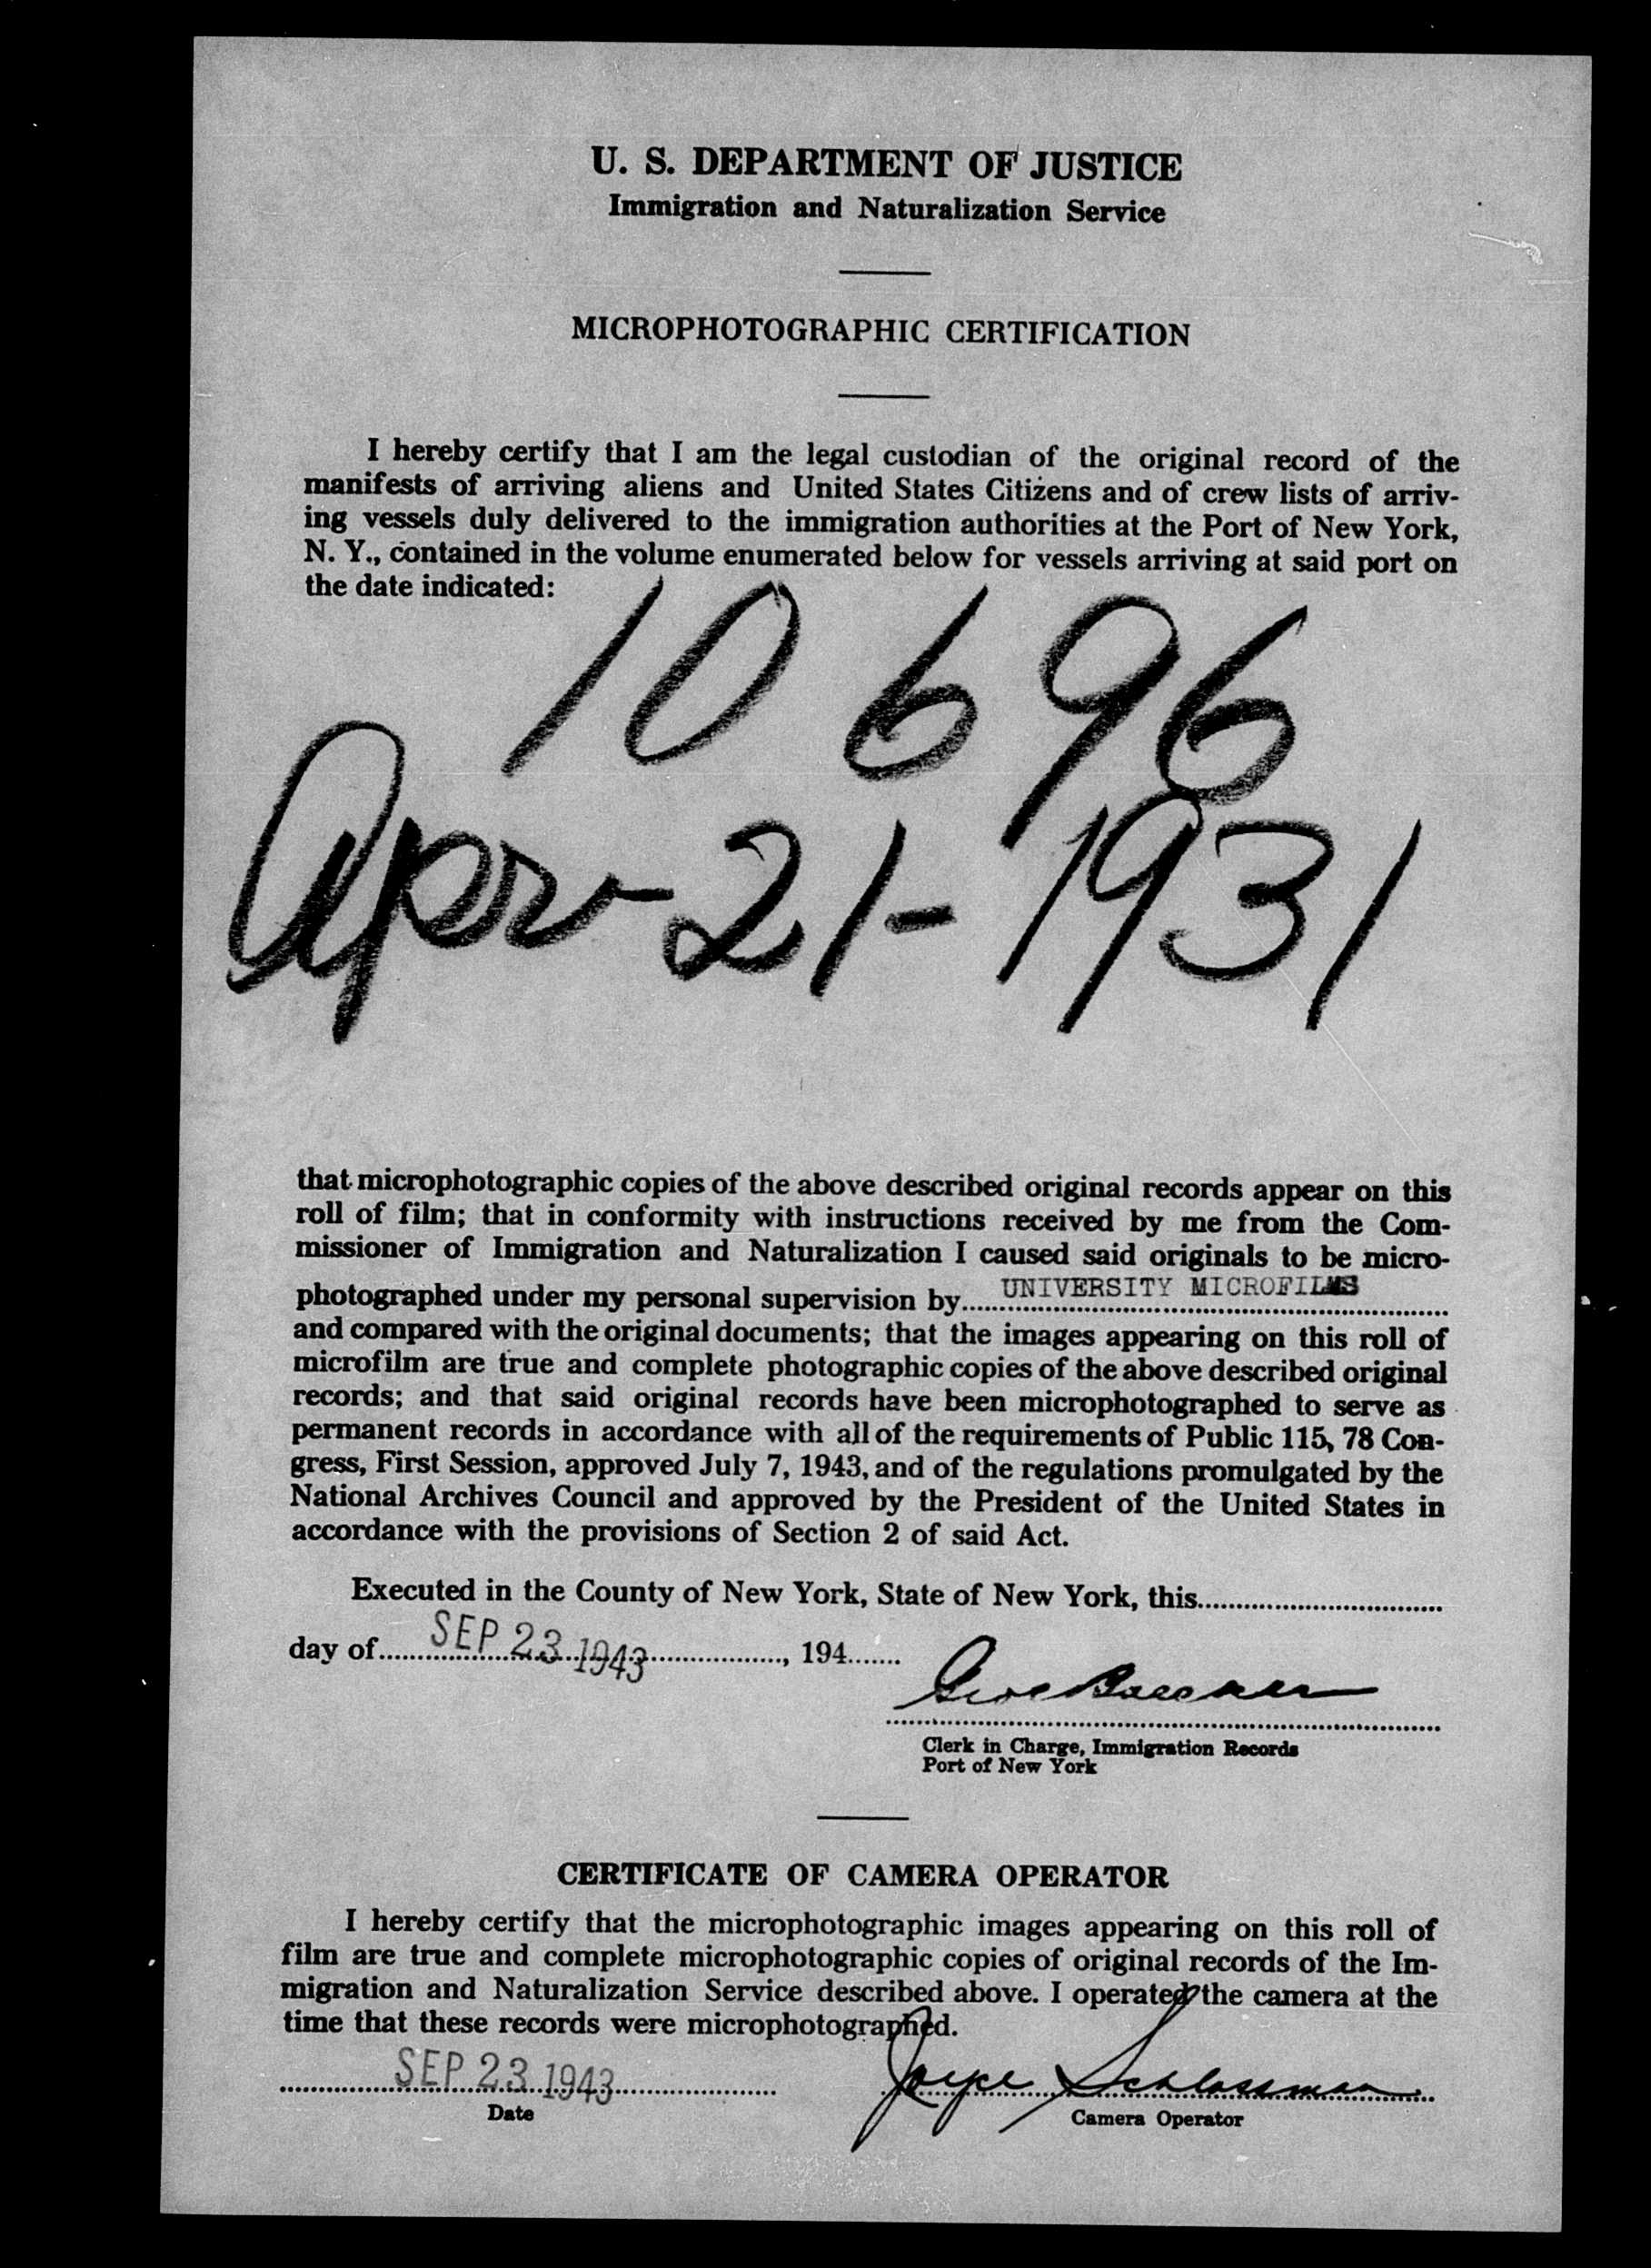 U. S. DEPARTMENT OF JUSTICE
Immigration and Naturalization Service
MICROPHOTOGRAPHIC CERTIFICATION
I hereby certify that I am the legal custodian of the original record of the
manifests of arriving aliens and United States Citizens and of crew lists of arriv-
ing vessels duly delivered to the immigration authorities at the Port of New York,
N. Y., contained in the volume enumerated below for vessels arriving at said port on
the date indicated:
10696
Apr-21-1931
that microphotographic copies of the above described original records appear on this
roll of film; that in conformity with instructions received by me from the Com-
missioner of Immigration and Naturalization I caused said originals to be micro-
photographed under my personal supervision by UNIVERSITY MICROFILMS
and compared with the original documents; that the images appearing on this roll of
microfilm are true and complete photographic copies of the above described original
records; and that said original records have been microphotographed to serve as
permanent records in accordance with all of the requirements of Public 115, 78 Con-
gress, First Session, approved July 7, 1943, and of the regulations promulgated by the
National Archives Council and approved by the President of the United States in
accordance with the provisions of Section 2 of said Act.
Executed in the County of New York, State of New York, this
day of SEP 23 1943, 194
Clerk in Charge, Immigration Records
Port of New York
CERTIFICATE OF CAMERA OPERATOR
I hereby certify that the microphotographic images appearing on this roll of
film are true and complete microphotographic copies of original records of the Im-
migration and Naturalization Service described above. I operated the camera at the
time that these records were microphotographed.
SEP 23 1943 Joyce Schlossman
Date Camera Operator